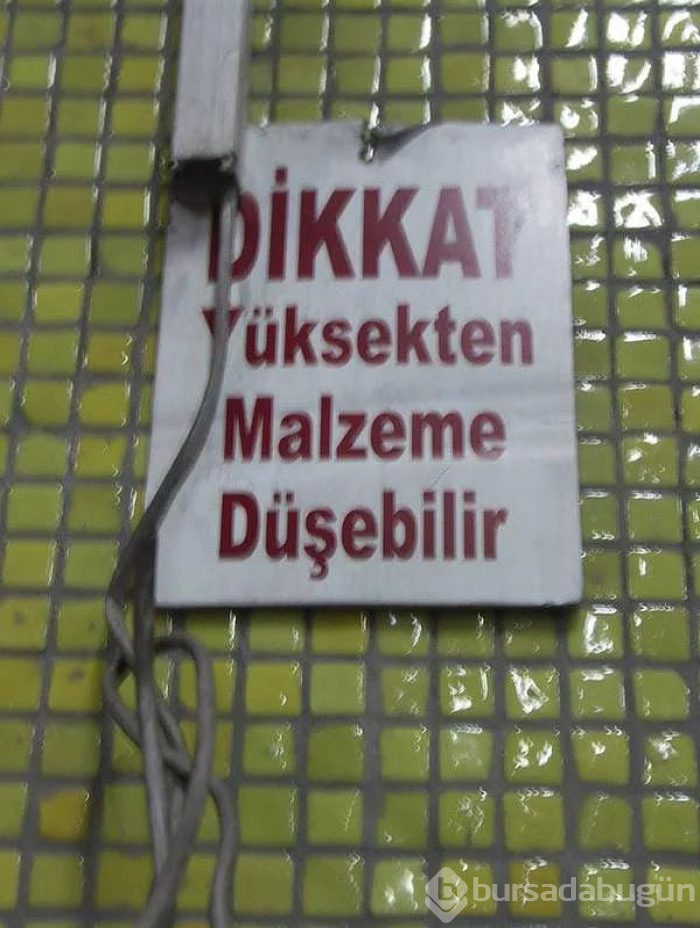 DİKKAT
Yüksekten
Malzeme
Düşebilir
bursadabugün